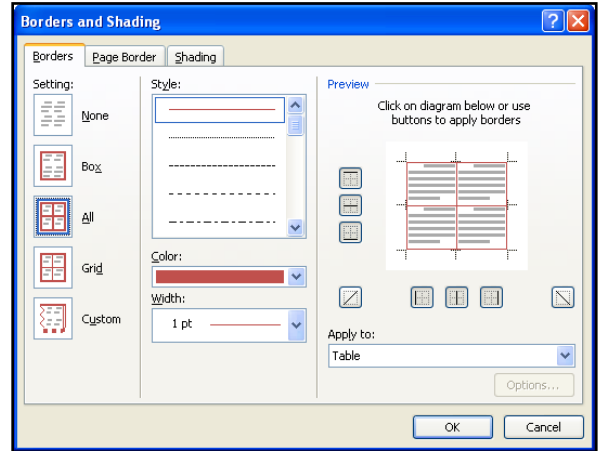 Borders and Shading
Borders
Page Border
Shading
Setting:
None
Box
All
Grid
Custom
Style:
Color:
Width:
1 pt
Preview
Click on diagram below or use
buttons to apply borders
Apply to:
Table
Options...
OK
Cancel